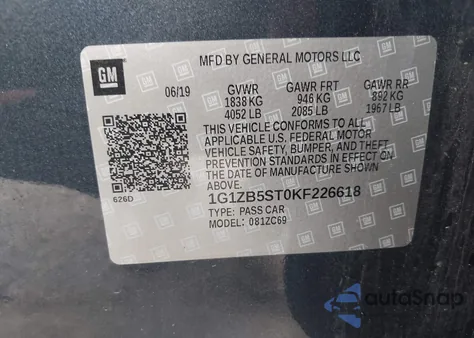 GM
MFD BY GENERAL MOTORS LLC
06/19 GVWR GAWR FRT GAWR RR
1838 KG 946 KG 892 KG
4052 LB 2085 LB 1967 LB
THIS VEHICLE CONFORMS TO ALL
APPLICABLE U.S. FEDERAL MOTOR
VEHICLE SAFETY, BUMPER, AND THEFT
PREVENTION STANDARDS IN EFFECT ON THE
DATE OF MANUFACTURE SHOWN ABOVE.
626D
1G1ZB5ST0KF226618
TYPE: PASS CAR
MODEL: 081ZC69
autoSnap